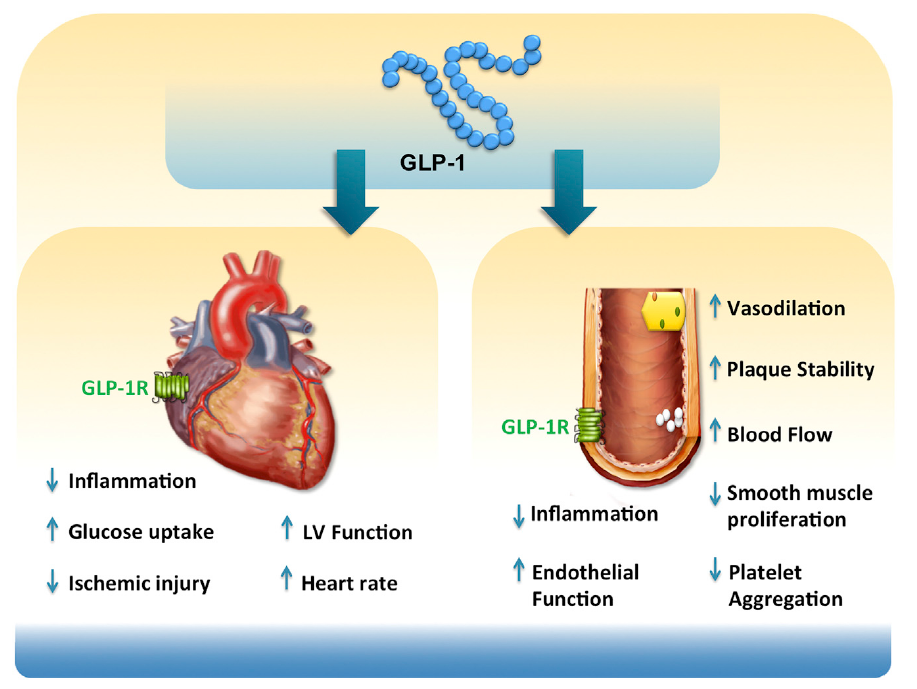 GLP-1
GLP-1R
↓ Inflammation
↑ Glucose uptake
↓ Ischemic injury
↑ LV Function
↑ Heart rate
GLP-1R
↓ Inflammation
↑ Endothelial
Function
↑ Vasodilation
↑ Plaque Stability
↑ Blood Flow
↓ Smooth muscle
proliferation
↓ Platelet
Aggregation